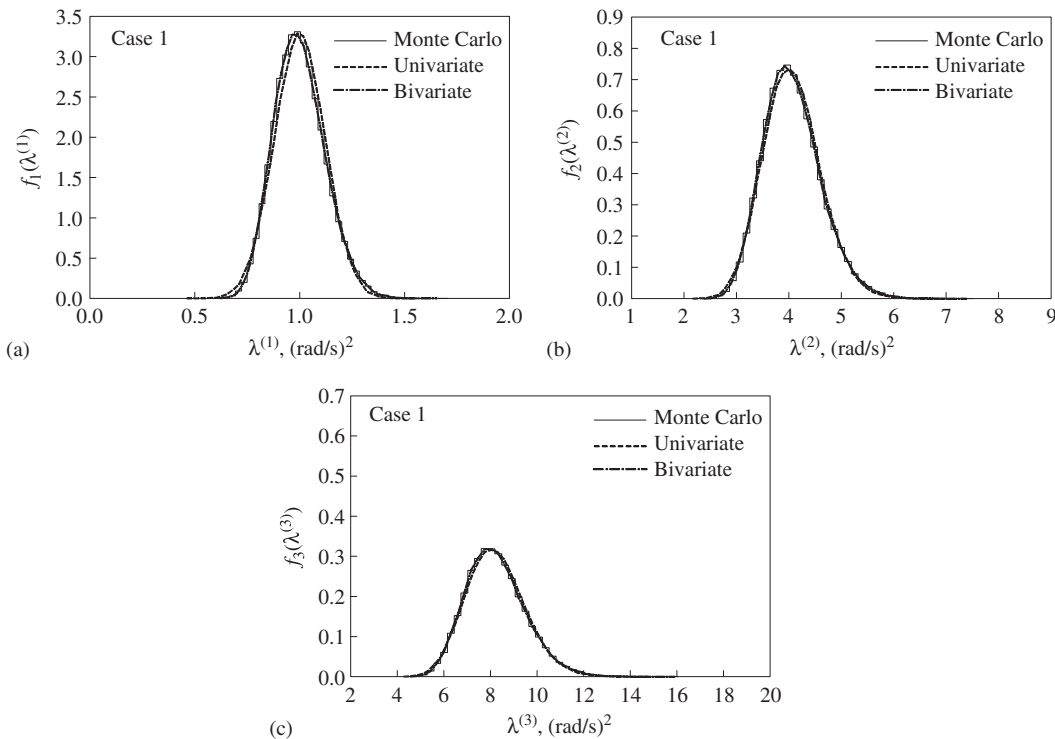 Case 1
Monte Carlo
Univariate
Bivariate
f₁(λ⁽¹⁾)
3.5
3.0
2.5
2.0
1.5
1.0
0.5
0.0
0.0 0.5 1.0 1.5 2.0
λ⁽¹⁾, (rad/s)²
(a)
Case 1
Monte Carlo
Univariate
Bivariate
f₂(λ⁽²⁾)
0.9
0.8
0.7
0.6
0.5
0.4
0.3
0.2
0.1
0.0
1 2 3 4 5 6 7 8 9
λ⁽²⁾, (rad/s)²
(b)
Case 1
Monte Carlo
Univariate
Bivariate
f₃(λ⁽³⁾)
0.7
0.6
0.5
0.4
0.3
0.2
0.1
0.0
2 4 6 8 10 12 14 16 18 20
λ⁽³⁾, (rad/s)²
(c)